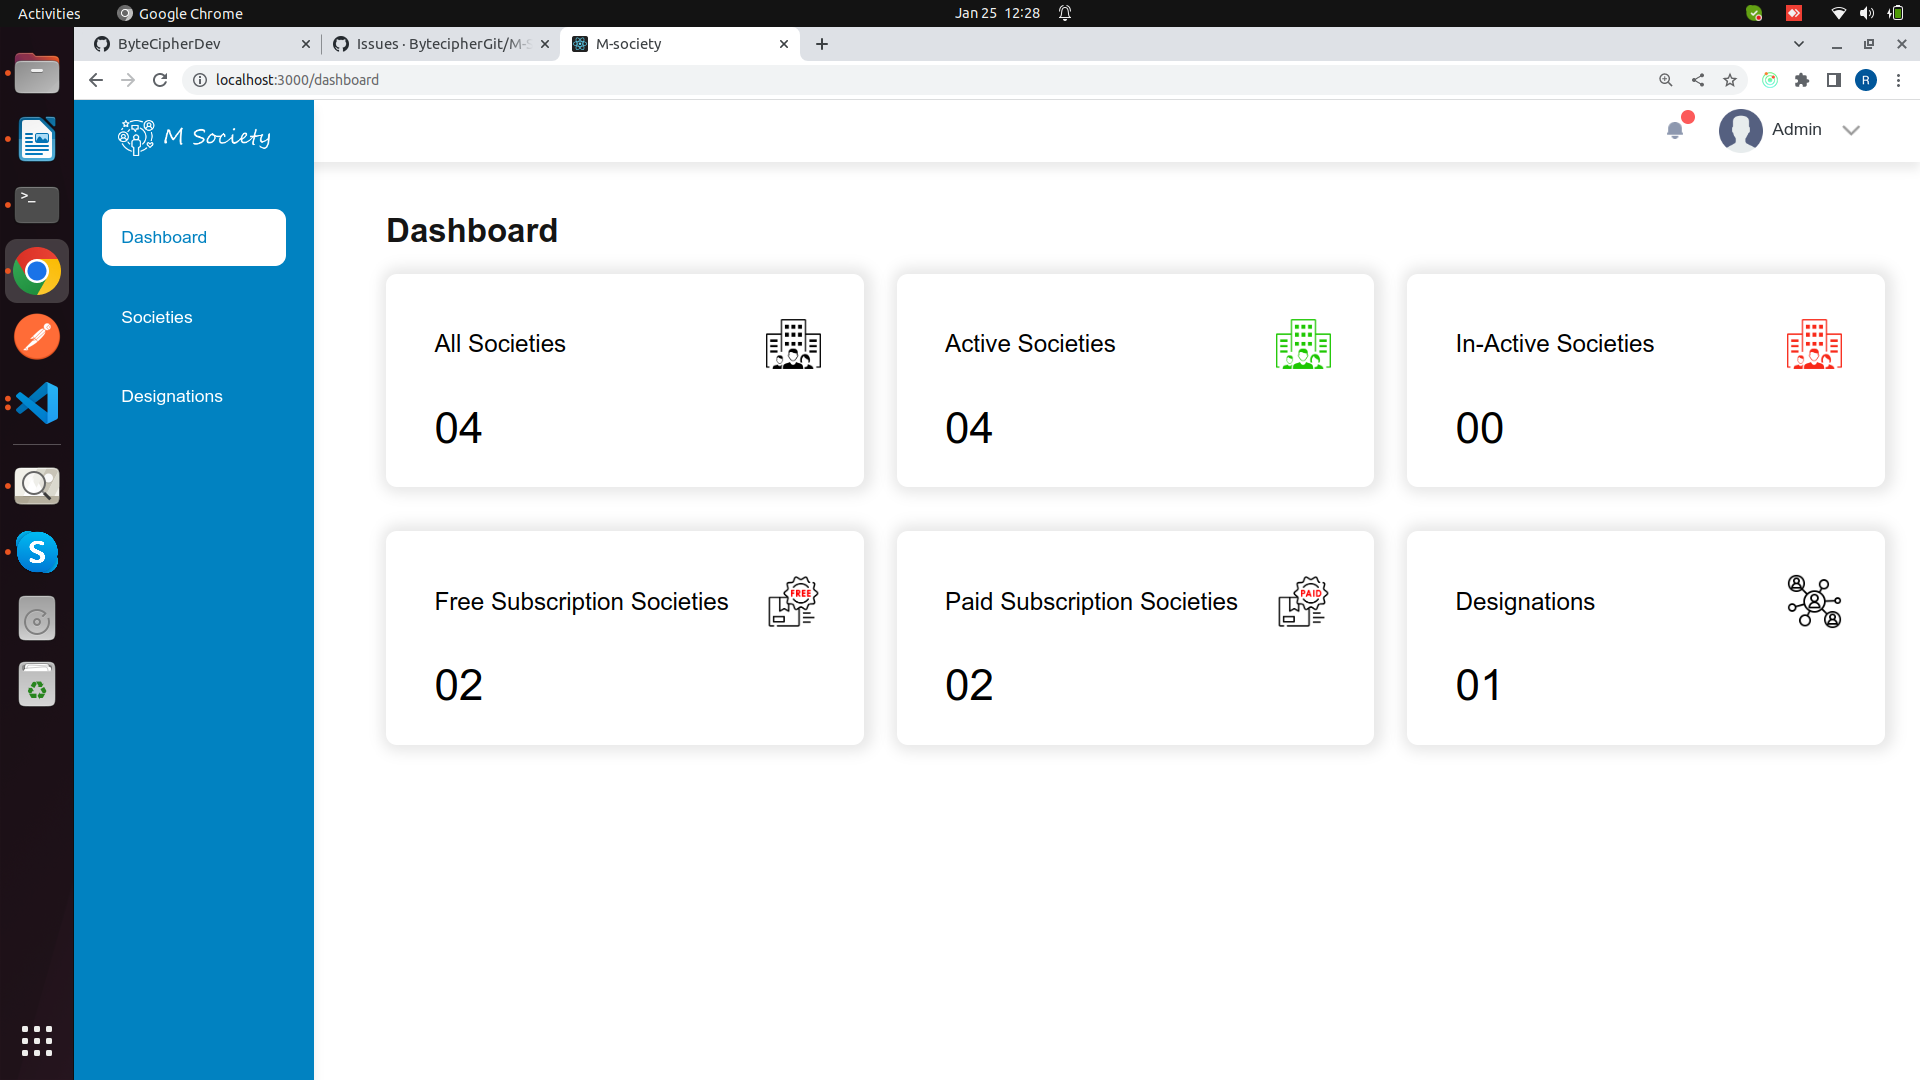 Activities
Google Chrome
Jan 25 12:28
ByteCipherDev
Issues · BytecipherGit/M-S
M-society
localhost:3000/dashboard
R
M Society
Admin
Dashboard
Societies
Designations
Dashboard
All Societies
04
Active Societies
04
In-Active Societies
00
Free Subscription Societies
FREE
02
Paid Subscription Societies
PAID
02
Designations
01